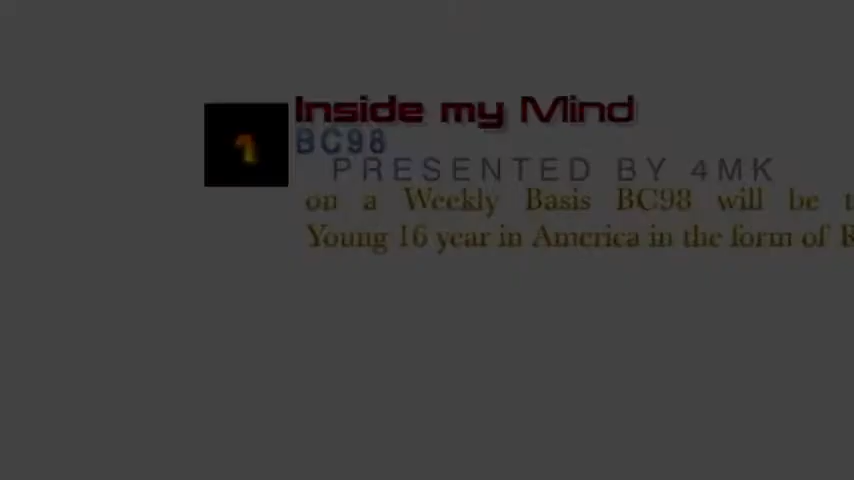 Inside my Mind
1
BC98
PRESENTED BY 4MK
on a Weekly Basis BC98 will be
Young 16 year in America in the form of